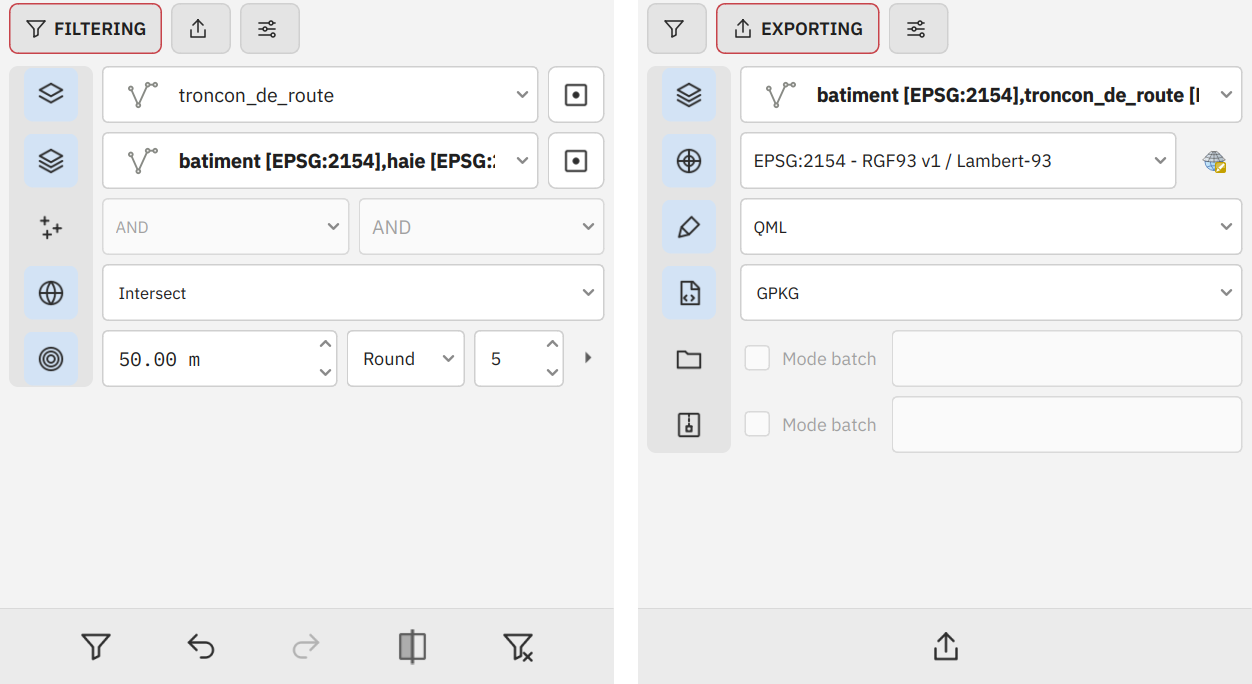 FILTERING
troncon_de_route
batiment [EPSG:2154],haie [EPSG:
AND AND
Intersect
50.00 m Round 5
EXPORTING
batiment [EPSG:2154],troncon_de_route [
EPSG:2154 - RGF93 v1 / Lambert-93
QML
GPKG
Mode batch
Mode batch